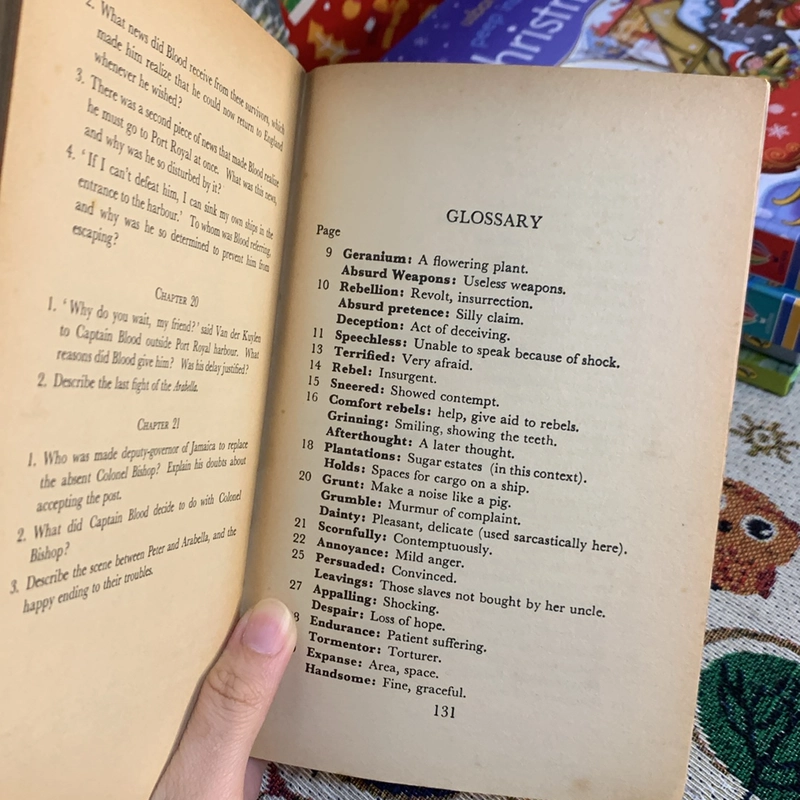 2. What news did Blood receive from these survivors, which
made him realize that he could now return to England
whenever he wished?
3. There was a second piece of news that made Blood realize
he must go to Port Royal at once. What was this news,
and why was he so disturbed by it?
4. ‘If I can't defeat him, I can sink my own ships in the
entrance to the harbour.’ To whom was Blood referring,
and why was he so determined to prevent him from
escaping?
CHAPTER 20
1. ‘Why do you wait, my friend?’ said Van der Kuylen
to Captain Blood outside Port Royal harbour. What
reasons did Blood give him? Was his delay justified?
2. Describe the last fight of the Arabella.
CHAPTER 21
1. Who was made deputy-governor of Jamaica to replace
the absent Colonel Bishop? Explain his doubts about
accepting the post.
2. What did Captain Blood decide to do with Colonel
Bishop?
3. Describe the scene between Peter and Arabella, and the
happy ending to their troubles.
GLOSSARY
Page
9 Geranium: A flowering plant.
Absurd Weapons: Useless weapons.
10 Rebellion: Revolt, insurrection.
Absurd pretence: Silly claim.
Deception: Act of deceiving.
11 Speechless: Unable to speak because of shock.
13 Terrified: Very afraid.
14 Rebel: Insurgent.
15 Sneered: Showed contempt.
16 Comfort rebels: help, give aid to rebels.
Grinning: Smiling, showing the teeth.
Afterthought: A later thought.
18 Plantations: Sugar estates (in this context).
Holds: Spaces for cargo on a ship.
20 Grunt: Make a noise like a pig.
Grumble: Murmur of complaint.
Dainty: Pleasant, delicate (used sarcastically here).
21 Scornfully: Contemptuously.
22 Annoyance: Mild anger.
25 Persuaded: Convinced.
Leavings: Those slaves not bought by her uncle.
27 Appalling: Shocking.
Despair: Loss of hope.
8 Endurance: Patient suffering.
Tormentor: Torturer.
Expanse: Area, space.
Handsome: Fine, graceful.
131
peep